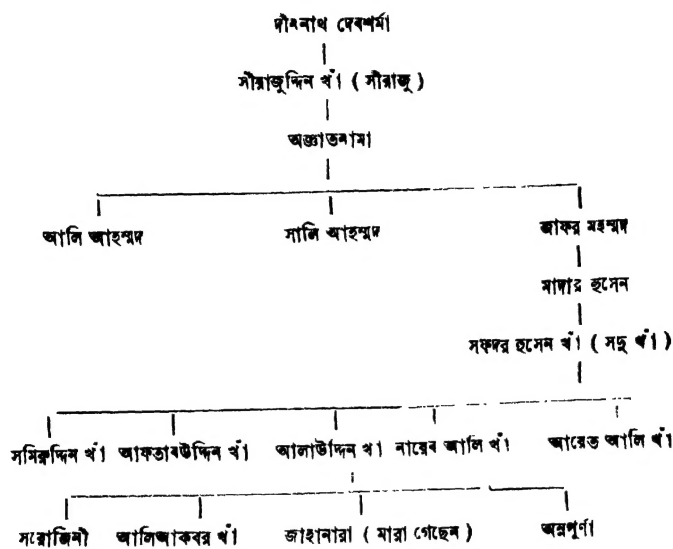 দীননাথ দেবশর্মা
সীরাজুদ্দিন খাঁ ( সীরাজু )
অজ্ঞাতনামা
আলি আহম্মদ সালি আহম্মদ জাফর মহম্মদ
মাদার হুসেন
সফদর হুসেন খাঁ ( সদু খাঁ )
সমিরুদ্দিন খাঁ আফতাবউদ্দিন খাঁ আলাউদ্দিন খাঁ নায়েব আলি খাঁ আয়েত আলি খাঁ
সরোজিনী আলিআকবর খাঁ জাহানারা ( মারা গেছেন ) অন্নপূর্ণা